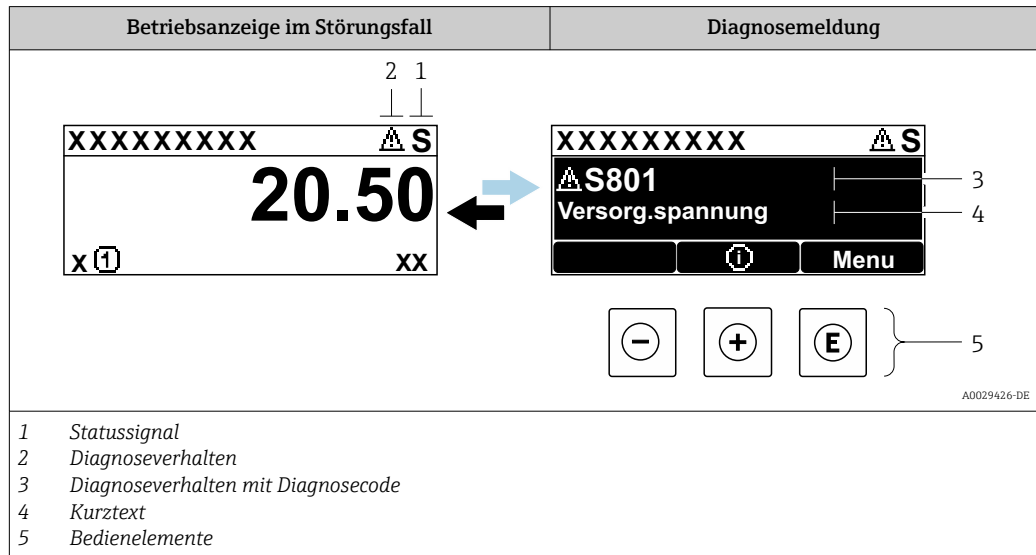 Betriebsanzeige im Störungsfall
Diagnosemeldung
2 1
XXXXXXXXX S
20.50
X 1 XX
XXXXXXXXX S
S801
Versorg.spannung
i Menu
3
4
- + E
5
A0029426-DE
1 Statussignal
2 Diagnoseverhalten
3 Diagnoseverhalten mit Diagnosecode
4 Kurztext
5 Bedienelemente